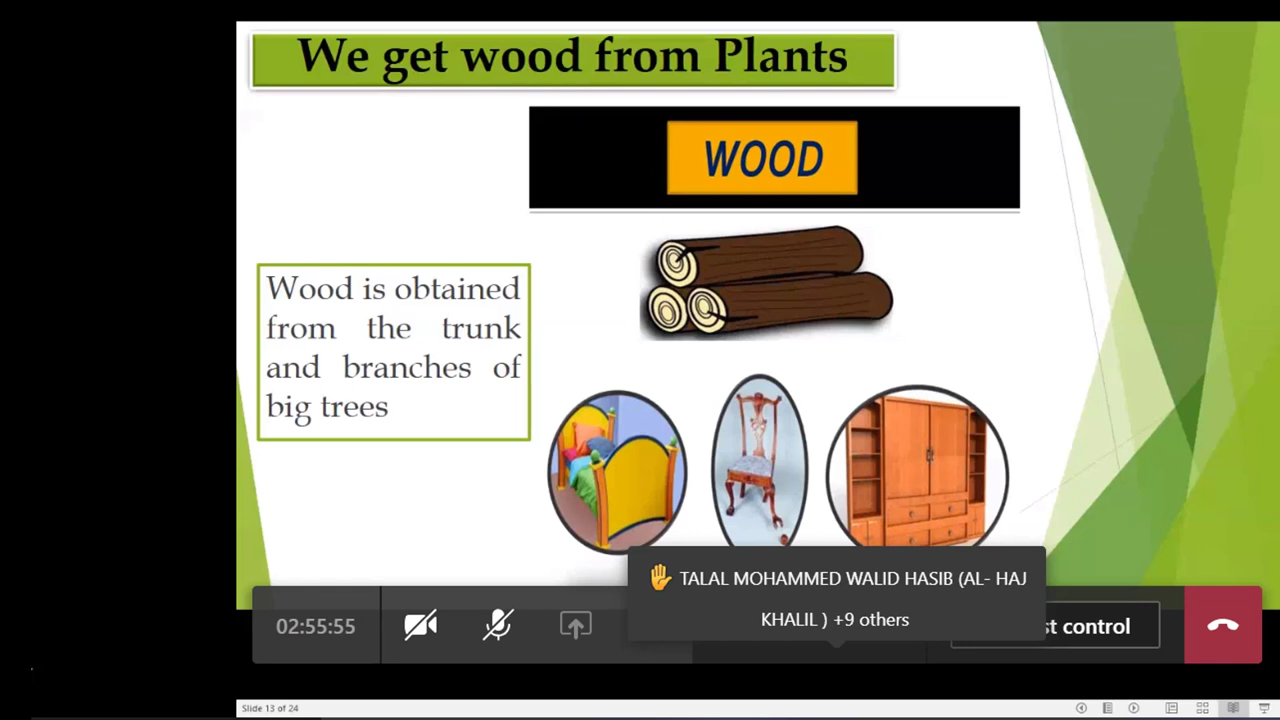 We get wood from Plants
WOOD
Wood is obtained
from the trunk
and branches of
big trees
TALAL MOHAMMED WALID HASIB (AL- HAJ
KHALIL ) +9 others
02:55:55
st control
Slide 13 of 24